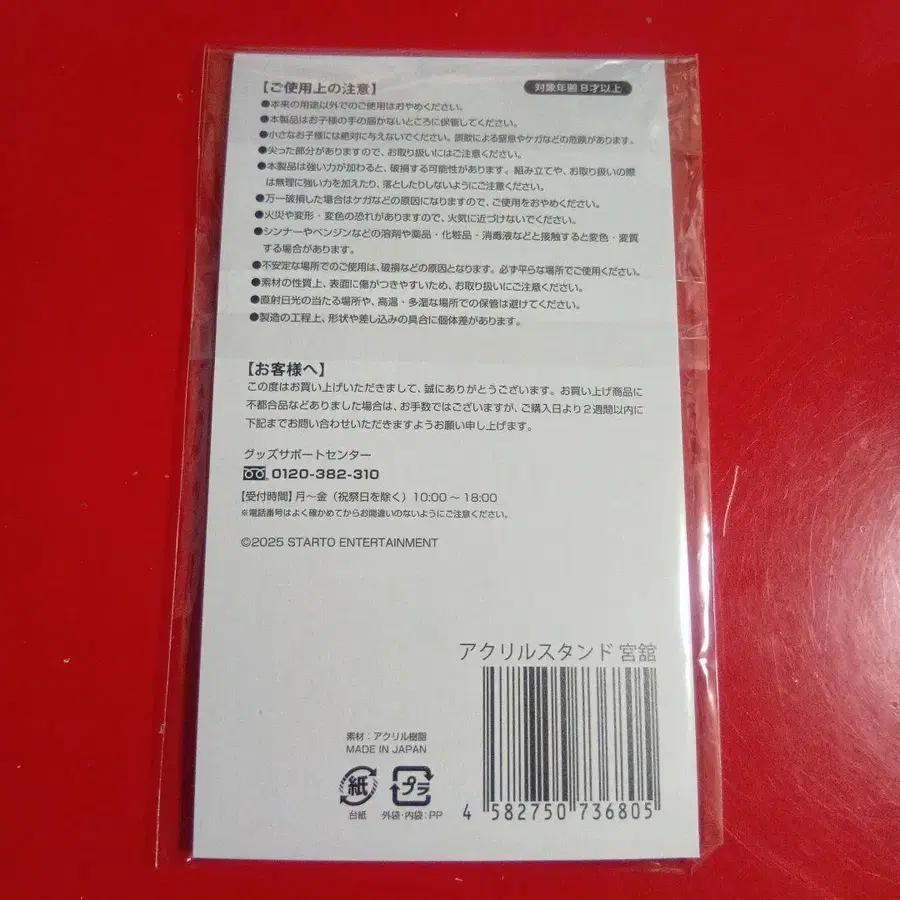 【ご使用上の注意】
対象年齢 8才以上
●本来の用途以外でのご使用はおやめください。
●本製品はお子様の手の届かないところに保管してください。
●小さなお子様には絶対に与えないでください。誤飲による窒息やケガなどの危険があります。
●尖った部分がありますので、お取り扱いにはご注意ください。
●本製品は強い力が加わると、破損する可能性があります。組み立てや、お取り扱いの際
は無理に強い力を加えたり、落としたりしないようにご注意ください。
●万一破損した場合はケガなどの原因になりますので、ご使用をおやめください。
●火災や変形・変色の恐れがありますので、火気に近づけないでください。
●シンナーやベンジンなどの溶剤や薬品・化粧品・消毒液などと接触すると変色・変質
する場合があります。
●不安定な場所でのご使用は、破損などの原因となります。必ず平らな場所でご使用ください。
●素材の性質上、表面に傷がつきやすいため、お取り扱いにご注意ください。
●直射日光の当たる場所や、高温・多湿な場所での保管は避けてください。
●製造の工程上、形状や差し込みの具合に個体差があります。
【お客様へ】
この度はお買い上げいただきまして、誠にありがとうございます。お買い上げ商品に
不都合品などありました場合は、お手数ではございますが、ご購入日より2週間以内に
下記までお問い合わせいただきますようお願い申し上げます。
グッズサポートセンター
0120-382-310
【受付時間】月〜金（祝祭日を除く）10:00〜18:00
※電話番号はよく確かめてからお間違いのないようにご注意ください。
©2025 STARTO ENTERTAINMENT
アクリルスタンド 宮舘
素材：アクリル樹脂
MADE IN JAPAN
紙
プラ
台紙
外袋・内袋：PP
4 582750 736805